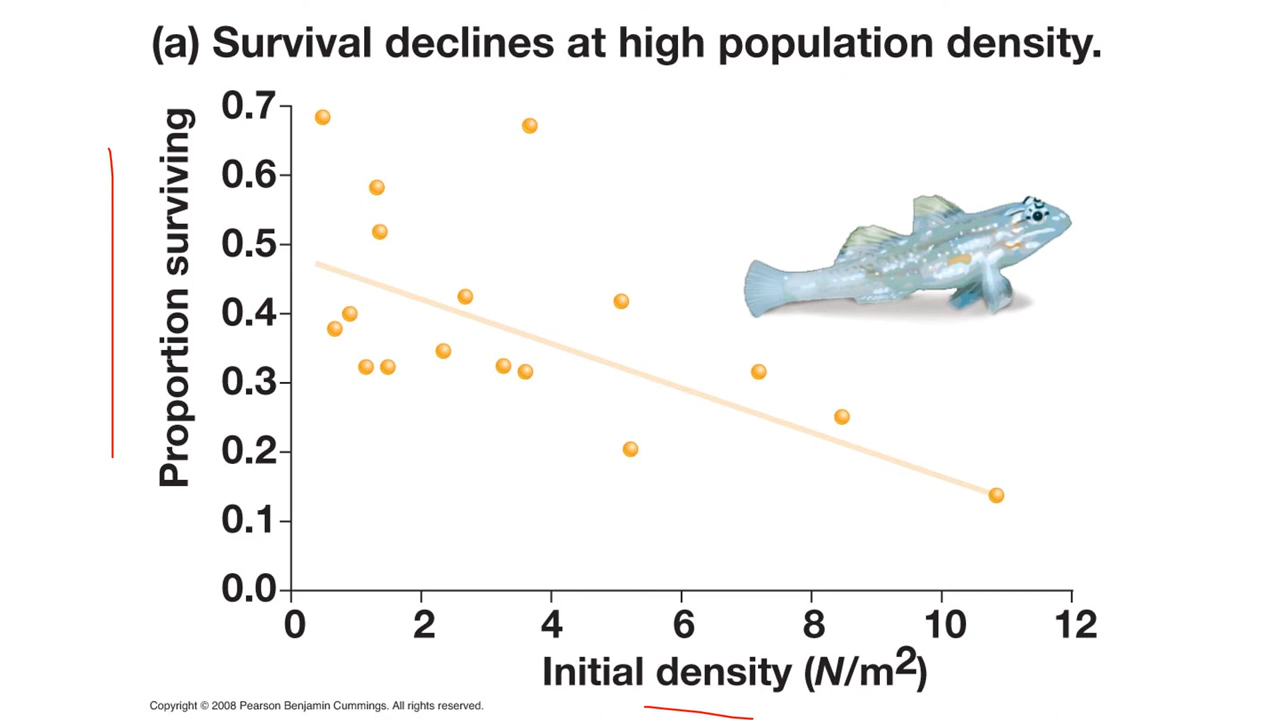 (a) Survival declines at high population density.
Proportion surviving
0.7
0.6
0.5
0.4
0.3
0.2
0.1
0.0
0 2 4 6 8 10 12
Initial density (N/m²)
Copyright © 2008 Pearson Benjamin Cummings. All rights reserved.